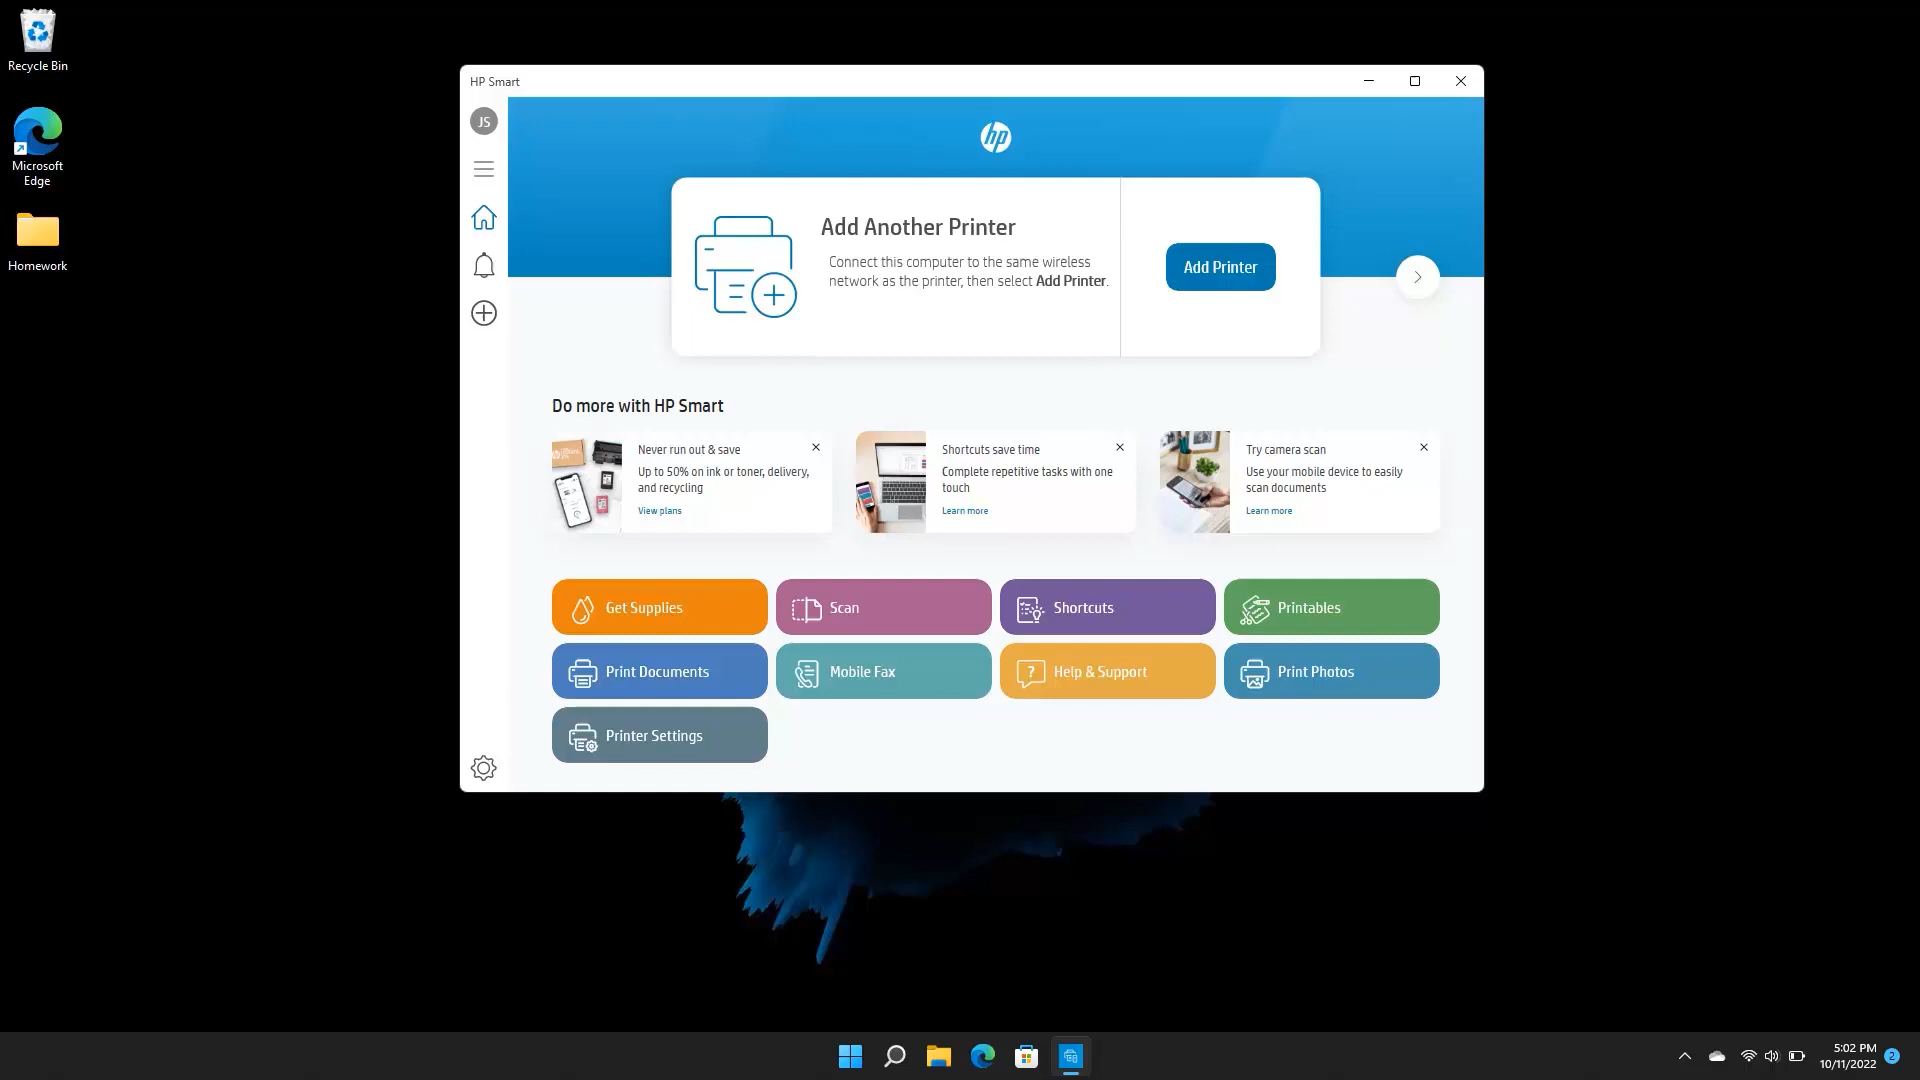 Recycle Bin
Microsoft
Edge
Homework
HP Smart
JS
hp
Add Another Printer
Connect this computer to the same wireless
network as the printer, then select Add Printer.
Add Printer
Do more with HP Smart
Never run out & save
Up to 50% on ink or toner, delivery,
and recycling
View plans
Shortcuts save time
Complete repetitive tasks with one
touch
Learn more
Try camera scan
Use your mobile device to easily
scan documents
Learn more
Get Supplies
Scan
Shortcuts
Printables
Print Documents
Mobile Fax
Help & Support
Print Photos
Printer Settings
5:02 PM
10/11/2022
2